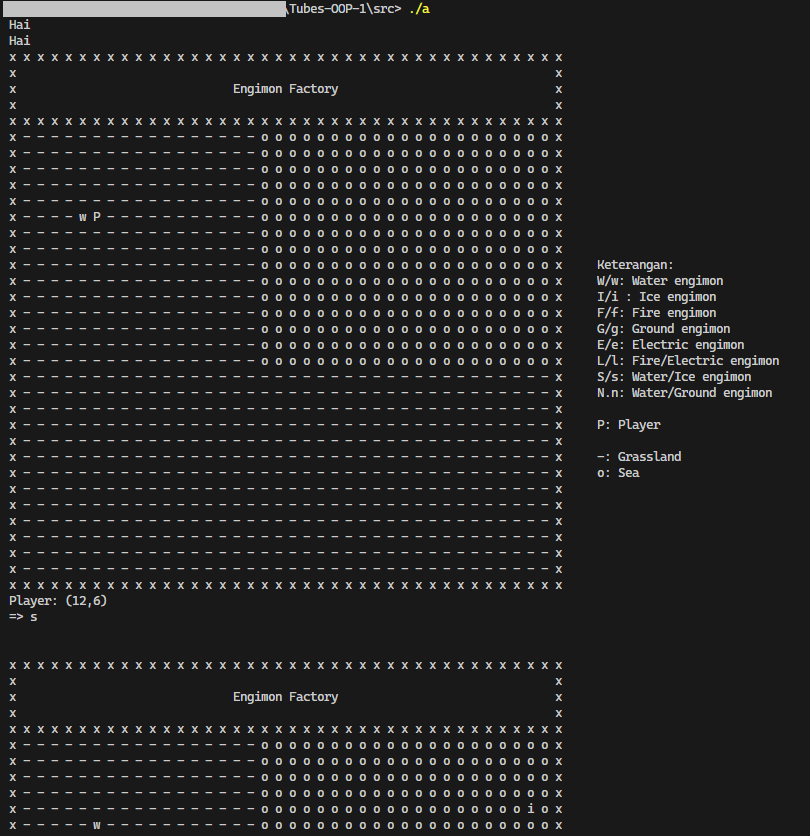 \Tubes-OOP-1\src> ./a
Hai
Hai
x x x x x x x x x x x x x x x x x x x x x x x x x x x x x x x x x x x x x x x x
x x
x Engimon Factory x
x x
x x x x x x x x x x x x x x x x x x x x x x x x x x x x x x x x x x x x x x x x
x - - - - - - - - - - - - - - - - - o o o o o o o o o o o o o o o o o o o o o x
x - - - - - - - - - - - - - - - - - o o o o o o o o o o o o o o o o o o o o o x
x - - - - - - - - - - - - - - - - - o o o o o o o o o o o o o o o o o o o o o x
x - - - - - - - - - - - - - - - - - o o o o o o o o o o o o o o o o o o o o o x
x - - - - - - - - - - - - - - - - - o o o o o o o o o o o o o o o o o o o o o x
x - - - - w P - - - - - - - - - - - o o o o o o o o o o o o o o o o o o o o o x
x - - - - - - - - - - - - - - - - - o o o o o o o o o o o o o o o o o o o o o x
x - - - - - - - - - - - - - - - - - o o o o o o o o o o o o o o o o o o o o o x
x - - - - - - - - - - - - - - - - - o o o o o o o o o o o o o o o o o o o o o x Keterangan:
x - - - - - - - - - - - - - - - - - o o o o o o o o o o o o o o o o o o o o o x W/w: Water engimon
x - - - - - - - - - - - - - - - - - o o o o o o o o o o o o o o o o o o o o o x I/i : Ice engimon
x - - - - - - - - - - - - - - - - - o o o o o o o o o o o o o o o o o o o o o x F/f: Fire engimon
x - - - - - - - - - - - - - - - - - o o o o o o o o o o o o o o o o o o o o o x G/g: Ground engimon
x - - - - - - - - - - - - - - - - - o o o o o o o o o o o o o o o o o o o o o x E/e: Electric engimon
x - - - - - - - - - - - - - - - - - o o o o o o o o o o o o o o o o o o o o o x L/l: Fire/Electric engimon
x - - - - - - - - - - - - - - - - - - - - - - - - - - - - - - - - - - - - - - x S/s: Water/Ice engimon
x - - - - - - - - - - - - - - - - - - - - - - - - - - - - - - - - - - - - - - x N.n: Water/Ground engimon
x - - - - - - - - - - - - - - - - - - - - - - - - - - - - - - - - - - - - - - x
x - - - - - - - - - - - - - - - - - - - - - - - - - - - - - - - - - - - - - - x P: Player
x - - - - - - - - - - - - - - - - - - - - - - - - - - - - - - - - - - - - - - x
x - - - - - - - - - - - - - - - - - - - - - - - - - - - - - - - - - - - - - - x -: Grassland
x - - - - - - - - - - - - - - - - - - - - - - - - - - - - - - - - - - - - - - x o: Sea
x - - - - - - - - - - - - - - - - - - - - - - - - - - - - - - - - - - - - - - x
x - - - - - - - - - - - - - - - - - - - - - - - - - - - - - - - - - - - - - - x
x - - - - - - - - - - - - - - - - - - - - - - - - - - - - - - - - - - - - - - x
x - - - - - - - - - - - - - - - - - - - - - - - - - - - - - - - - - - - - - - x
x - - - - - - - - - - - - - - - - - - - - - - - - - - - - - - - - - - - - - - x
x - - - - - - - - - - - - - - - - - - - - - - - - - - - - - - - - - - - - - - x
x x x x x x x x x x x x x x x x x x x x x x x x x x x x x x x x x x x x x x x x
Player: (12,6)
=> s
x x x x x x x x x x x x x x x x x x x x x x x x x x x x x x x x x x x x x x x x
x x
x Engimon Factory x
x x
x x x x x x x x x x x x x x x x x x x x x x x x x x x x x x x x x x x x x x x x
x - - - - - - - - - - - - - - - - - o o o o o o o o o o o o o o o o o o o o o x
x - - - - - - - - - - - - - - - - - o o o o o o o o o o o o o o o o o o o o o x
x - - - - - - - - - - - - - - - - - o o o o o o o o o o o o o o o o o o o o o x
x - - - - - - - - - - - - - - - - - o o o o o o o o o o o o o o o o o o o o o x
x - - - - - - - - - - - - - - - - - o o o o o o o o o o o o o o o o o o o i o x
x - - - - - w - - - - - - - - - - - o o o o o o o o o o o o o o o o o o o o o x